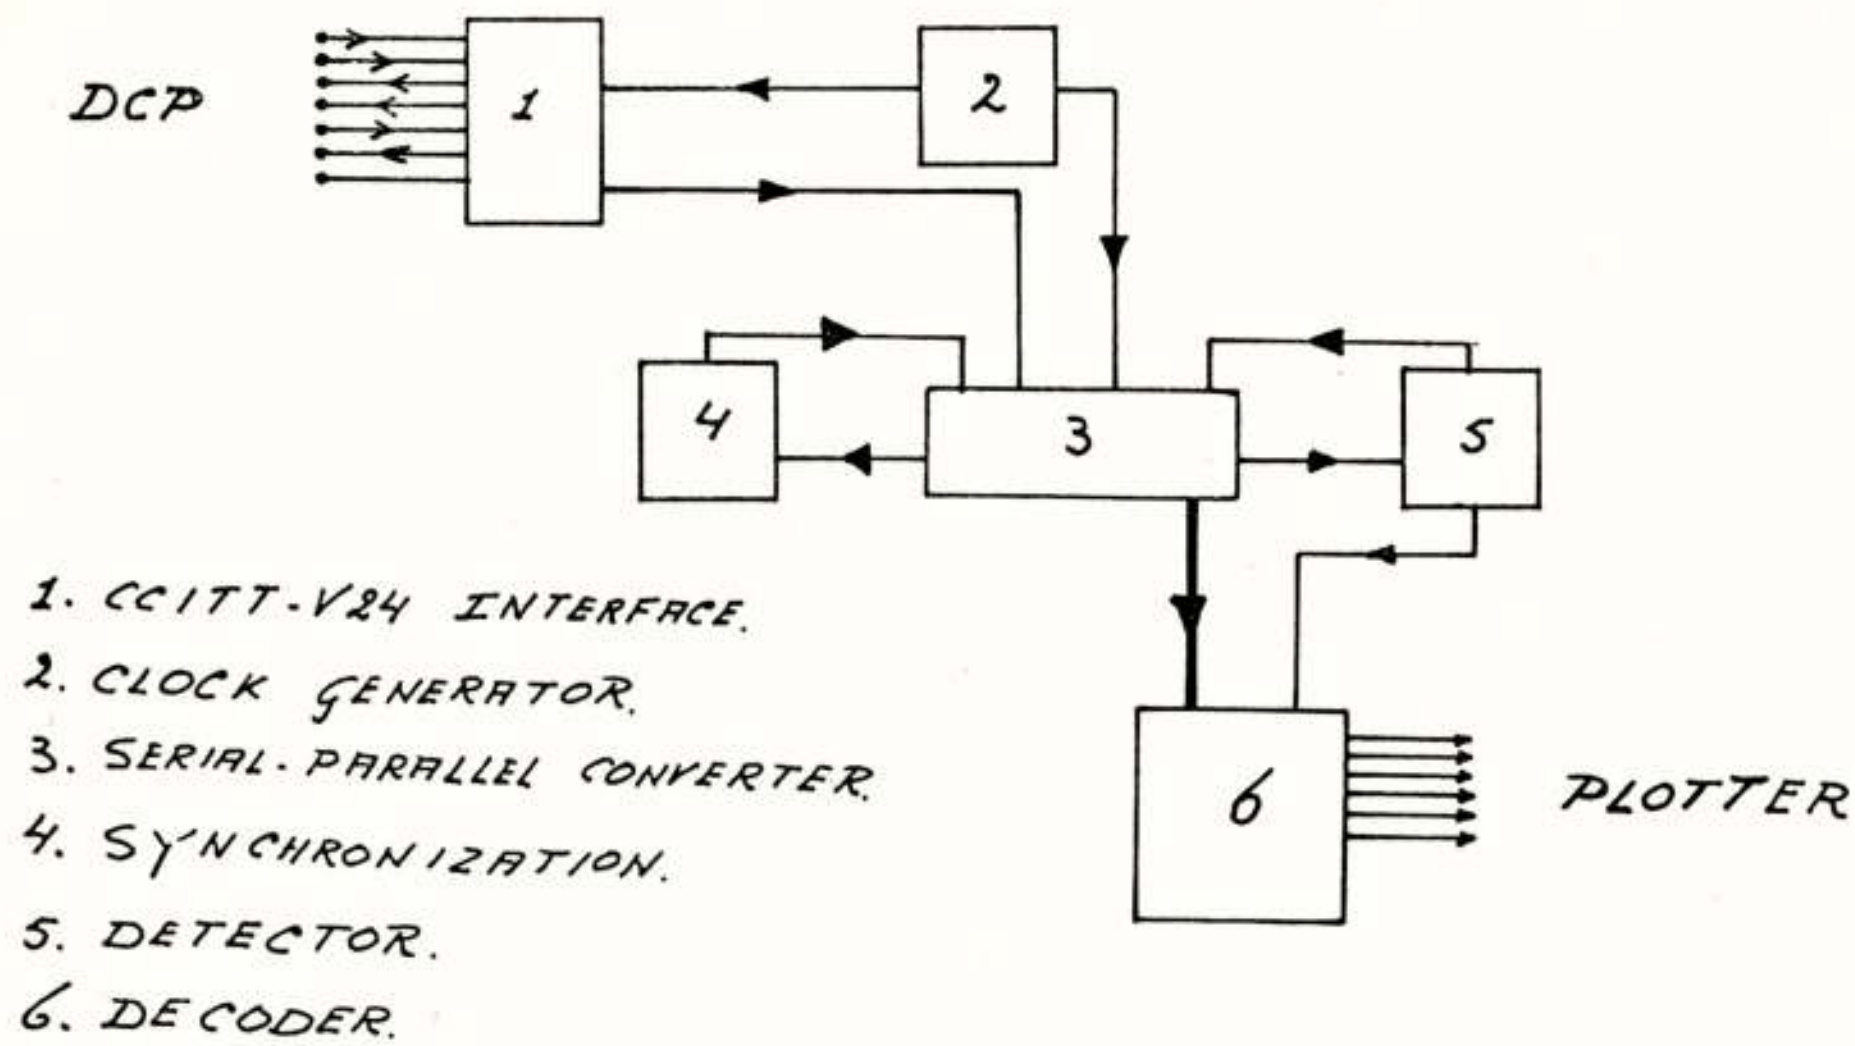 DCP
1
2
3
4
5
6
PLOTTER
1. CCITT-V24 INTERFACE.
2. CLOCK GENERATOR.
3. SERIAL-PARALLEL CONVERTER.
4. SYNCHRONIZATION.
5. DETECTOR.
6. DECODER.